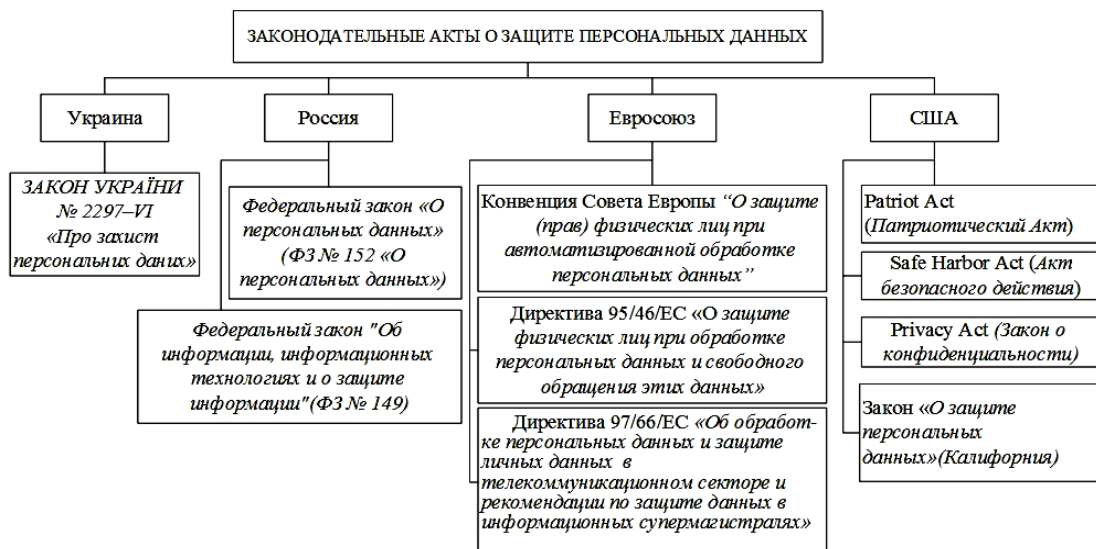 ЗАКОНОДАТЕЛЬНЫЕ АКТЫ О ЗАЩИТЕ ПЕРСОНАЛЬНЫХ ДАННЫХ
Украина
ЗАКОН УКРАЇНИ
№ 2297–VI
«Про захист
персональних даних»
Россия
Федеральный закон «О
персональных данных»
(ФЗ № 152 «О
персональных данных»)
Федеральный закон "Об
информации, информационных
технологиях и о защите
информации"(ФЗ № 149)
Евросоюз
Конвенция Совета Европы “О защите
(прав) физических лиц при
автоматизированной обработке
персональных данных”
Директива 95/46/ЕС «О защите
физических лиц при обработке
персональных данных и свободного
обращения этих данных»
Директива 97/66/ЕС «Об обработ-
ке персональных данных и защите
личных данных в
телекоммуникационном секторе и
рекомендации по защите данных в
информационных супермагистралях»
США
Patriot Act
(Патриотический Акт)
Safe Harbor Act (Акт
безопасного действия)
Privacy Act (Закон о
конфиденциальности)
Закон «О защите
персональных
данных»(Калифорния)